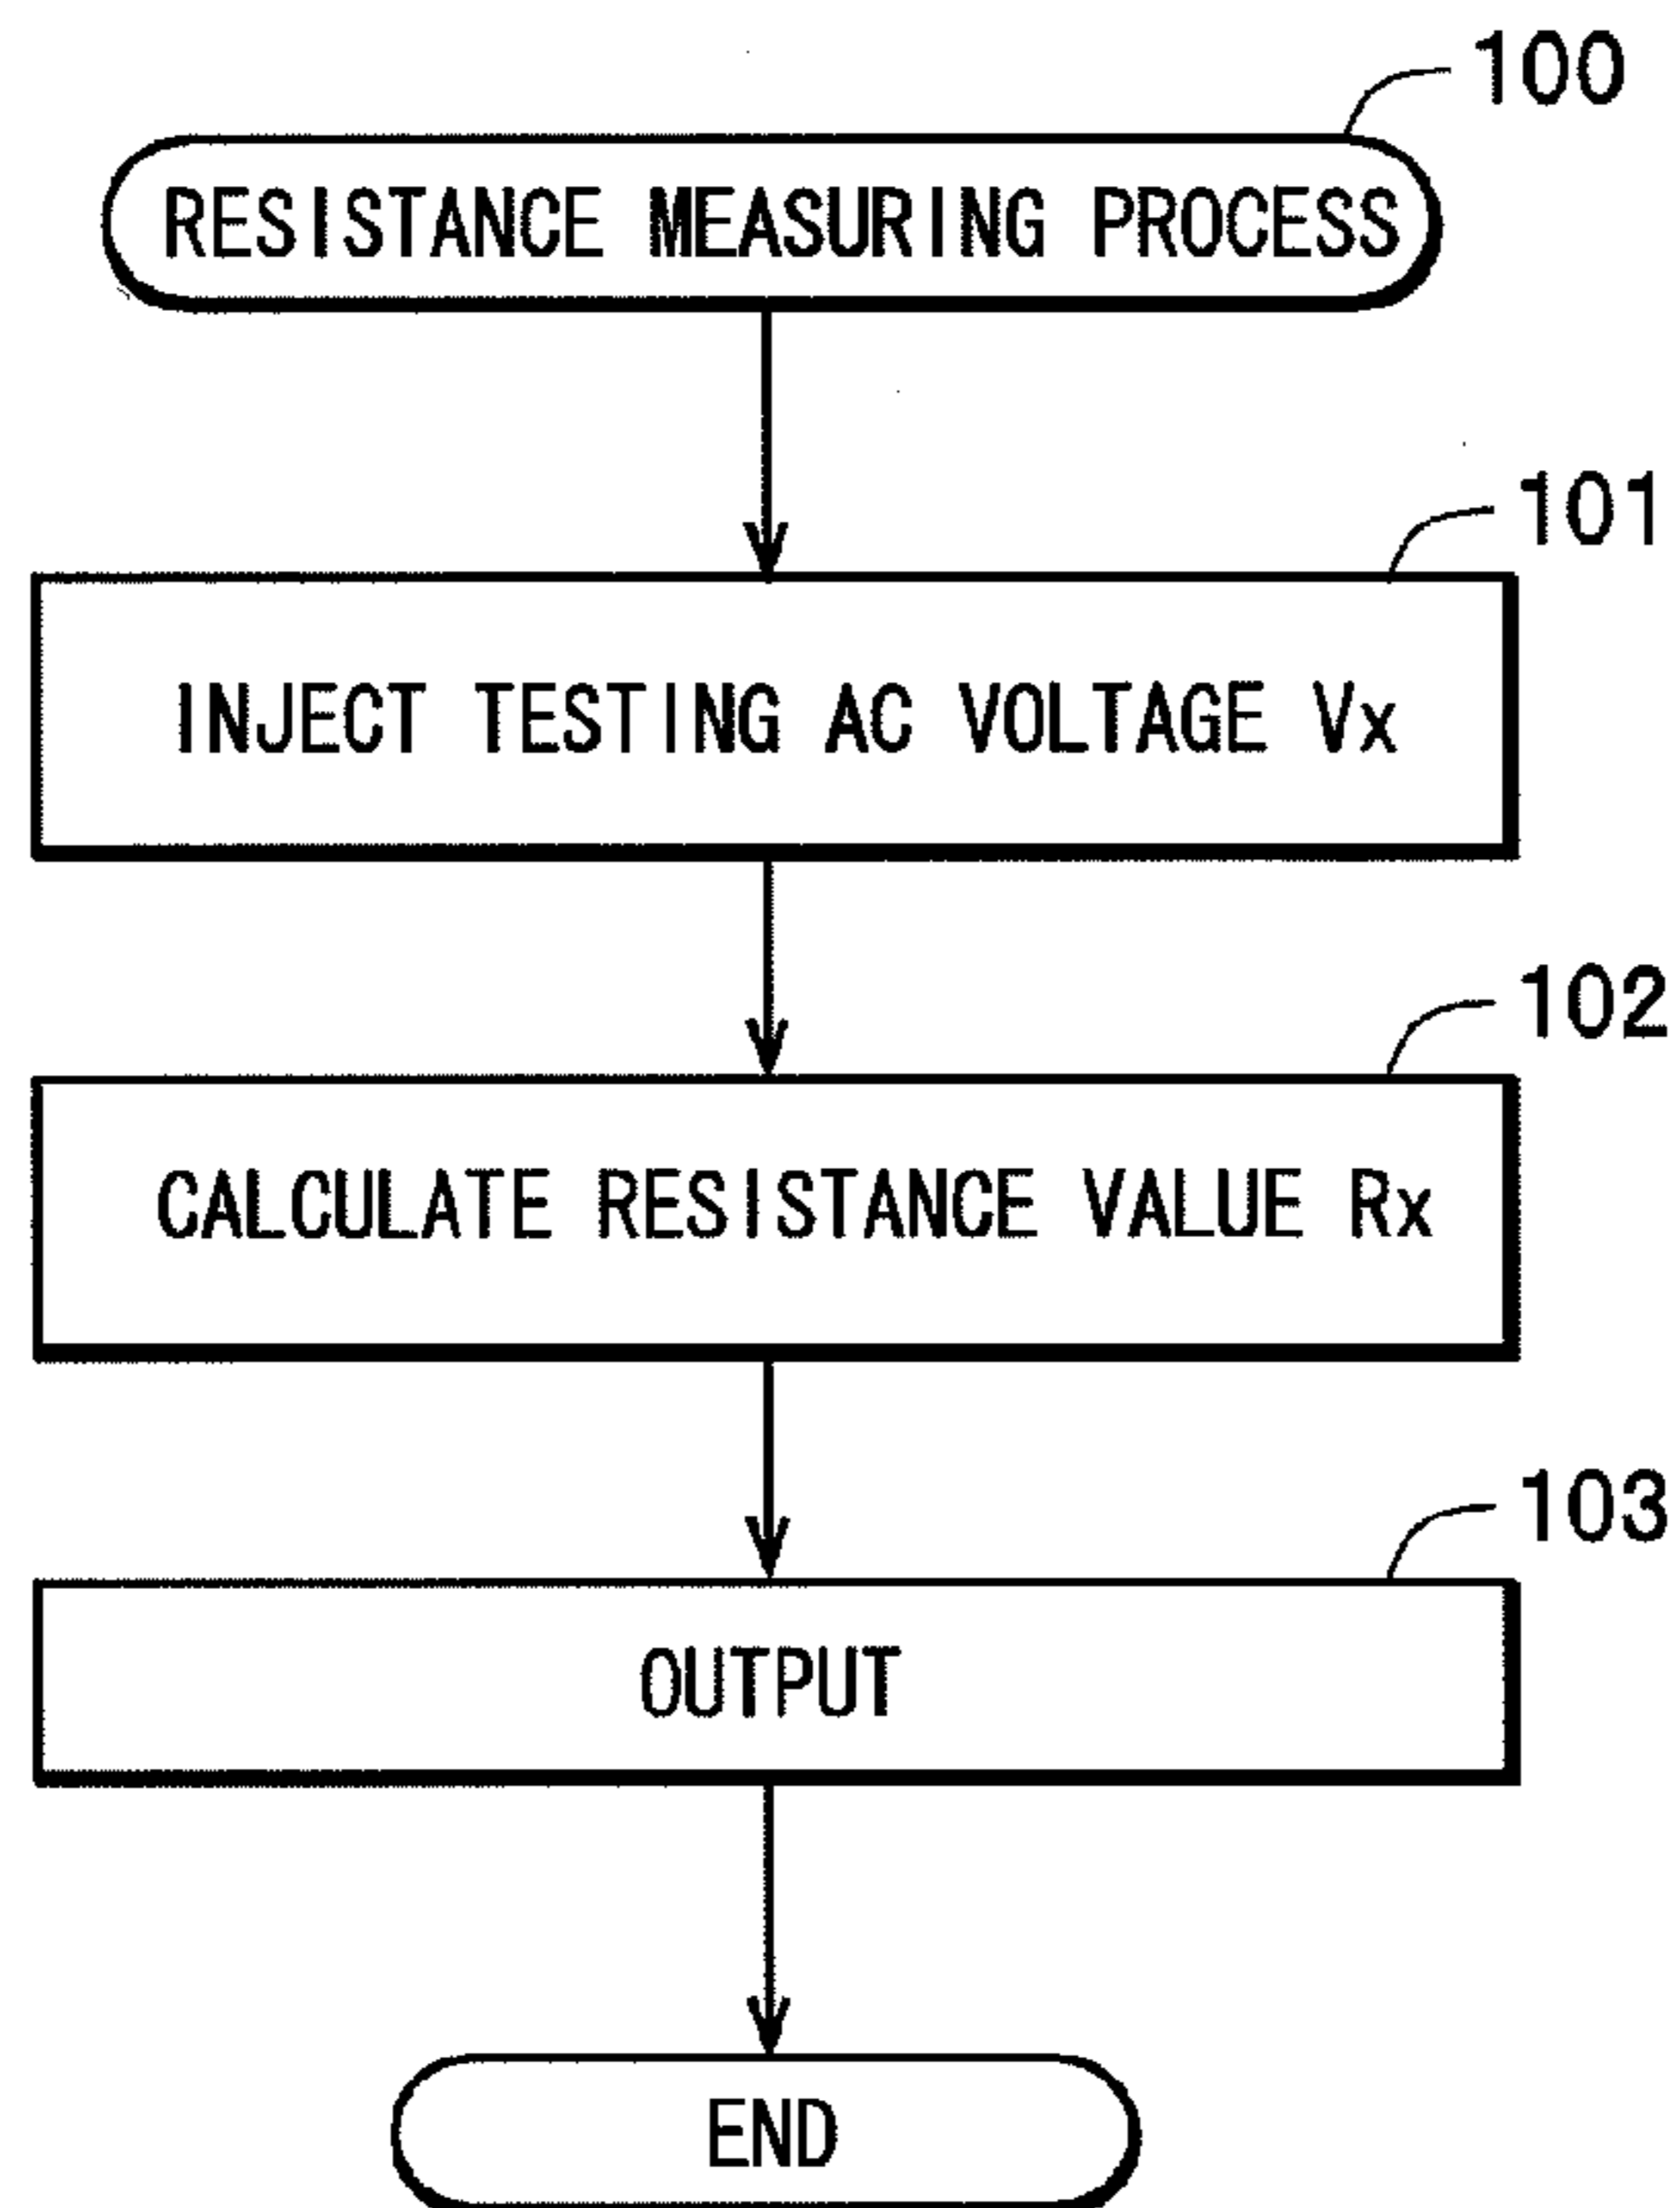 100
RESISTANCE MEASURING PROCESS
101
INJECT TESTING AC VOLTAGE Vx
102
CALCULATE RESISTANCE VALUE Rx
103
OUTPUT
END